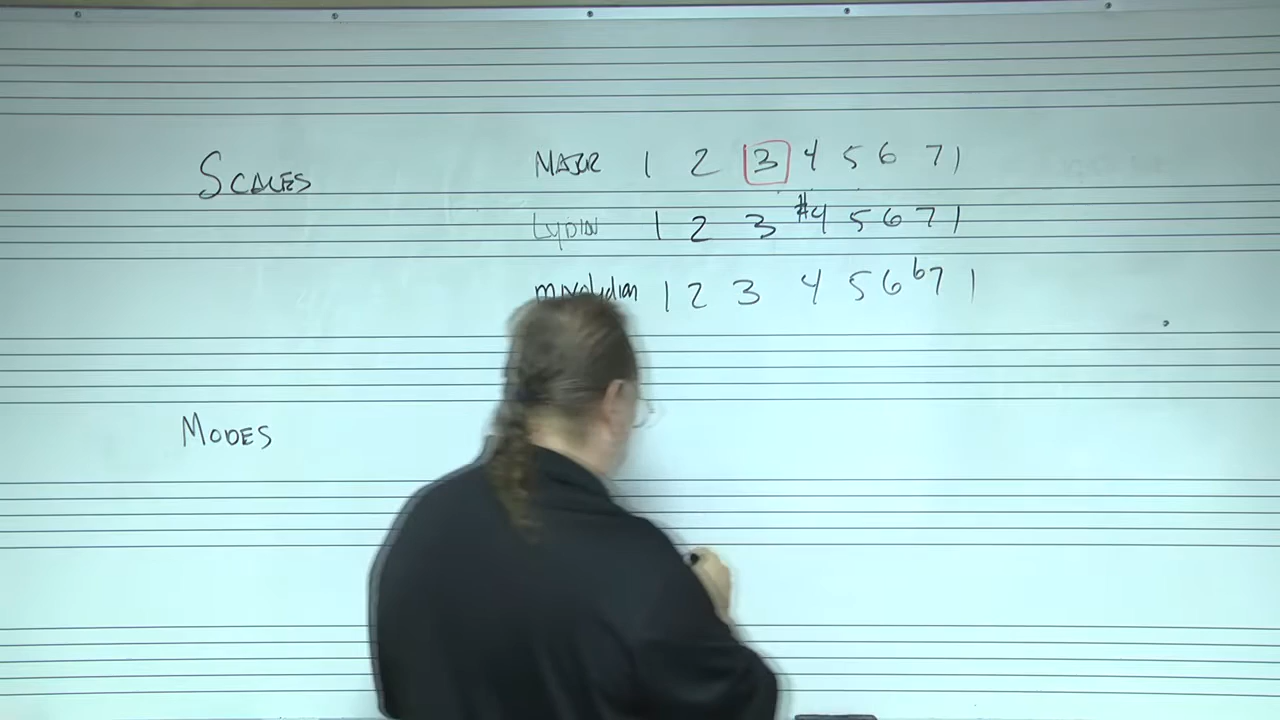 SCALES
MAJOR 1 2 3 4 5 6 7 1
Lydian 1 2 3 #4 5 6 7 1
mixolydian 1 2 3 4 5 6 b7 1
MODES